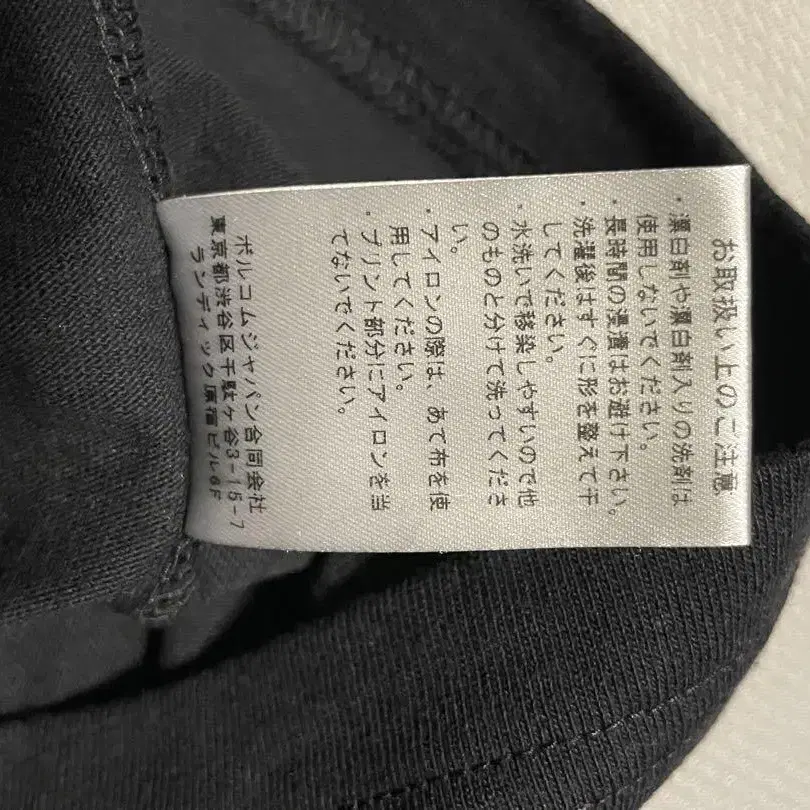 お取扱い上のご注意
・漂白剤や漂白剤入りの洗剤は
使用しないでください。
・長時間の浸漬はお避け下さい。
・洗濯後はすぐに形を整えて干
してください。
・水洗いで移染しやすいので他
のものと分けて洗ってくださ
い。
・アイロンの際は、あて布を使
用してください。
・プリント部分にアイロンを当
てないでください。
ボルコムジャパン合同会社
東京都渋谷区千駄ヶ谷3-15-7
ランディック原宿ビル6F